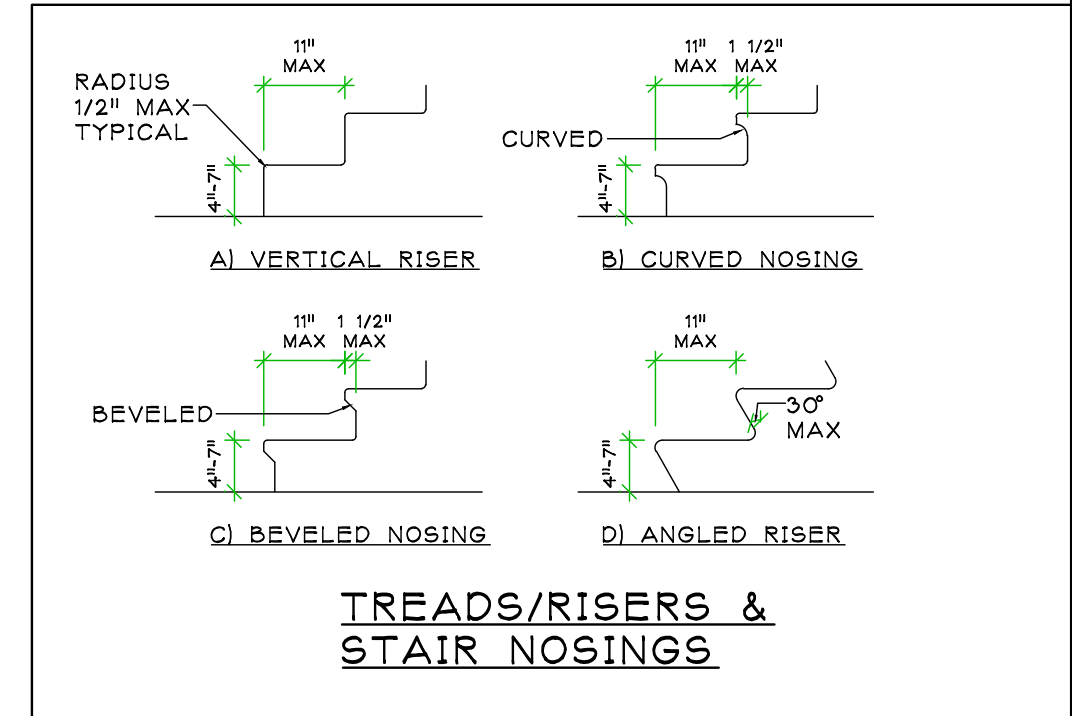 11"
MAX
RADIUS
1/2" MAX
TYPICAL
4"-7"
A) VERTICAL RISER
11" 1 1/2"
MAX MAX
CURVED
4"-7"
B) CURVED NOSING
11" 1 1/2"
MAX MAX
BEVELED
4"-7"
C) BEVELED NOSING
11"
MAX
30°
MAX
4"-7"
D) ANGLED RISER
TREADS/RISERS &
STAIR NOSINGS